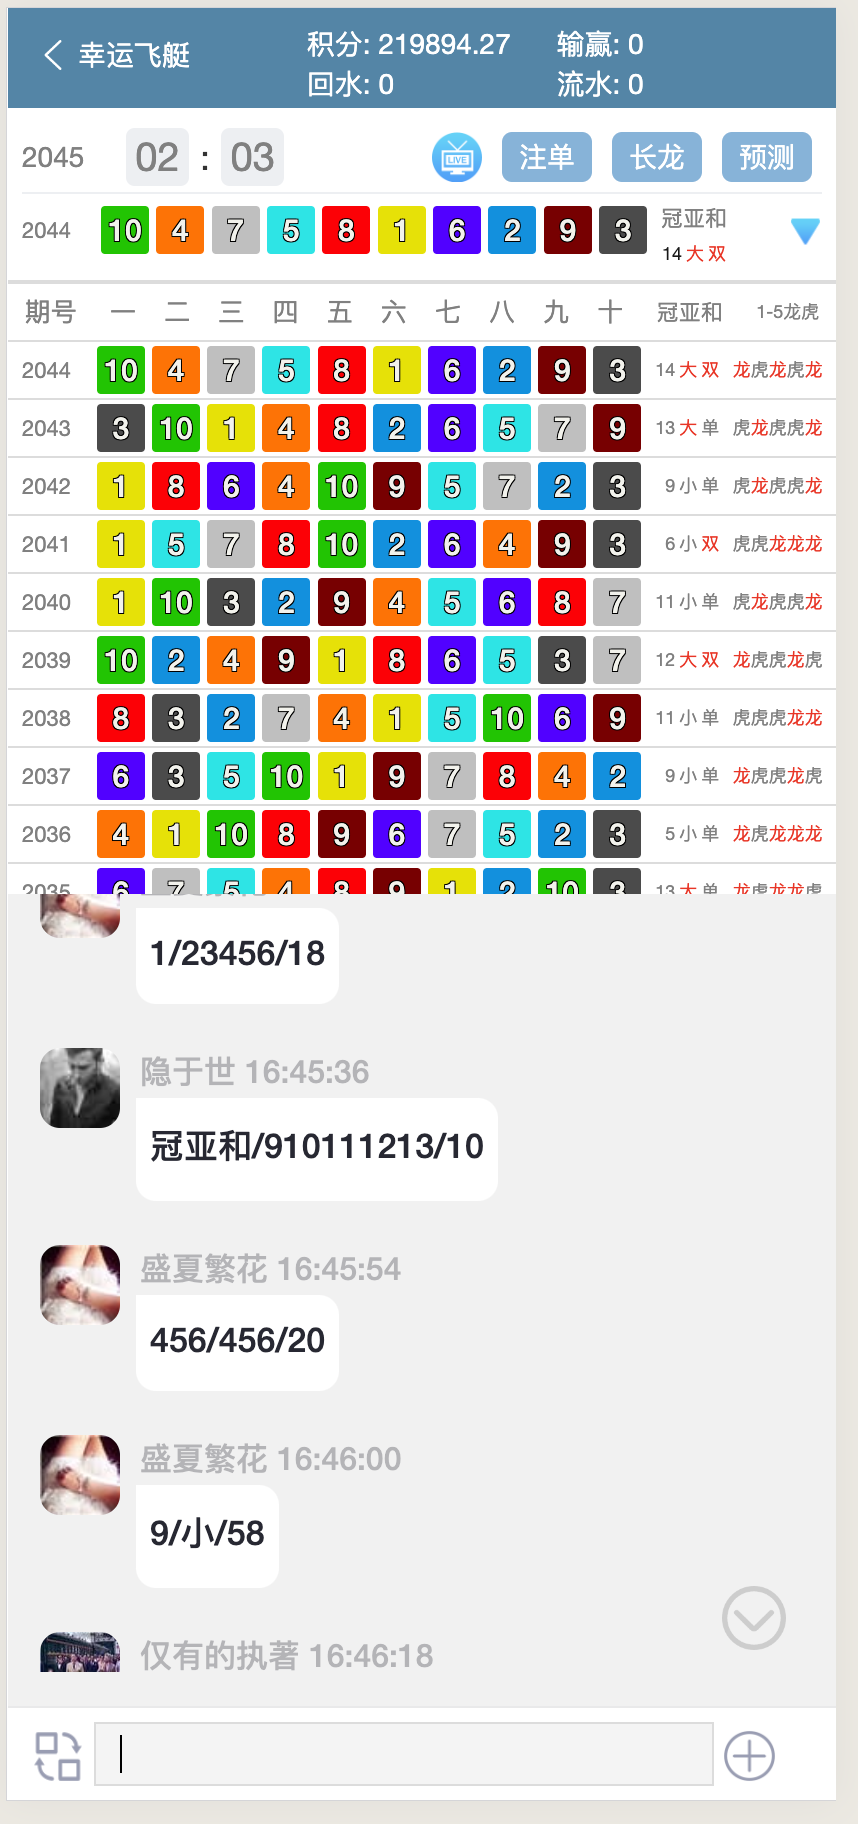 幸运飞艇
积分: 219894.27 输赢: 0
回水: 0 流水: 0
2045 02 : 03 LIVE 注单 长龙 预测
2044 10 4 7 5 8 1 6 2 9 3 冠亚和
14 大 双
期号 一 二 三 四 五 六 七 八 九 十 冠亚和 1-5龙虎
2044 10 4 7 5 8 1 6 2 9 3 14 大 双 龙虎龙虎龙
2043 3 10 1 4 8 2 6 5 7 9 13 大 单 虎龙虎虎龙
2042 1 8 6 4 10 9 5 7 2 3 9 小 单 虎龙虎虎龙
2041 1 5 7 8 10 2 6 4 9 3 6 小 双 虎虎龙龙龙
2040 1 10 3 2 9 4 5 6 8 7 11 小 单 虎龙虎虎龙
2039 10 2 4 9 1 8 6 5 3 7 12 大 双 龙虎虎龙虎
2038 8 3 2 7 4 1 5 10 6 9 11 小 单 虎虎虎龙龙
2037 6 3 5 10 1 9 7 8 4 2 9 小 单 龙虎虎龙虎
2036 4 1 10 8 9 6 7 5 2 3 5 小 单 龙虎龙龙龙
2035 6 7 5 4 8 9 1 2 10 3 13 大 单 龙虎龙龙虎
1/23456/18
隐于世 16:45:36
冠亚和/910111213/10
盛夏繁花 16:45:54
456/456/20
盛夏繁花 16:46:00
9/小/58
仅有的执著 16:46:18